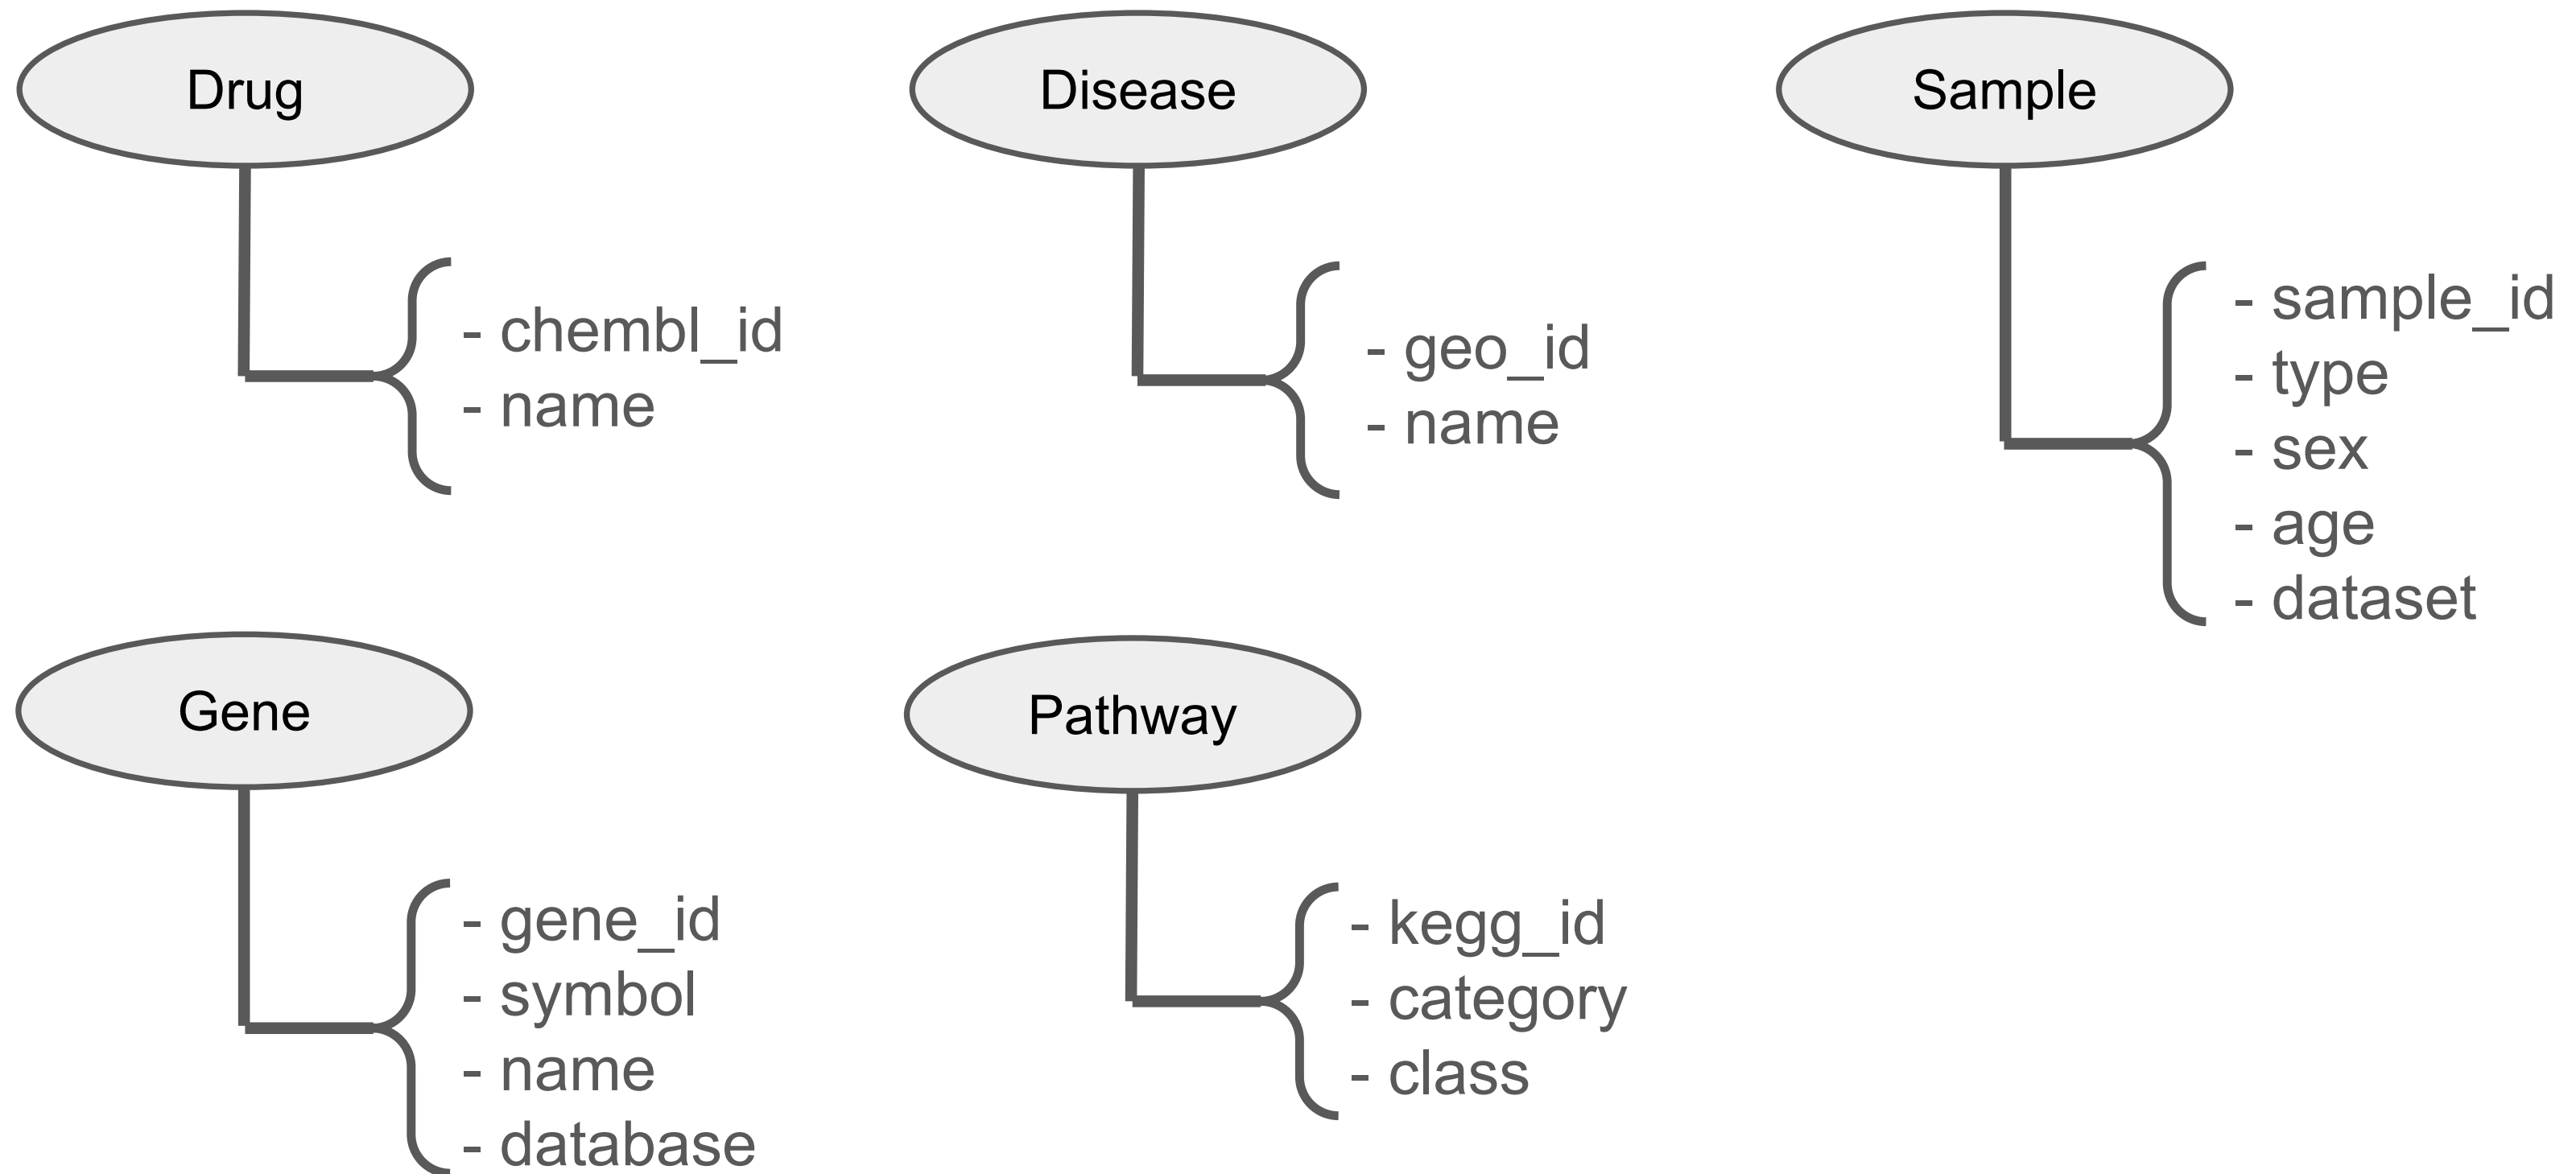 Drug
- chembl_id
- name
Disease
- geo_id
- name
Sample
- sample_id
- type
- sex
- age
- dataset
Gene
- gene_id
- symbol
- name
- database
Pathway
- kegg_id
- category
- class